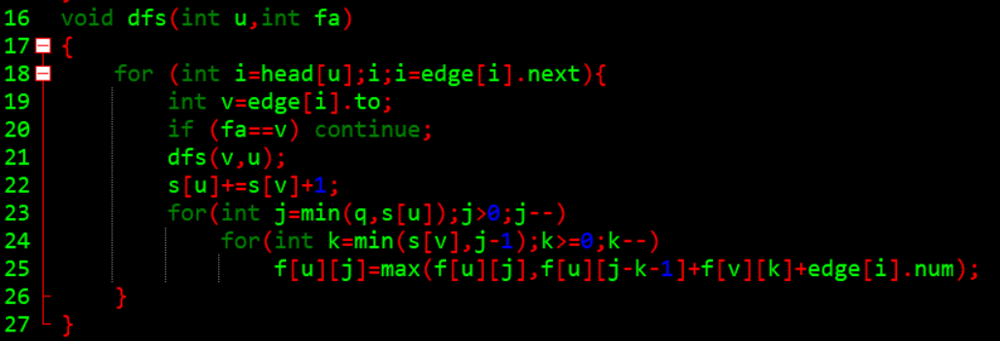 16 void dfs(int u,int fa)
17 {
18 for (int i=head[u];i;i=edge[i].next){
19 int v=edge[i].to;
20 if (fa==v) continue;
21 dfs(v,u);
22 s[u]+=s[v]+1;
23 for(int j=min(q,s[u]);j>0;j--)
24 for(int k=min(s[v],j-1);k>=0;k--)
25 f[u][j]=max(f[u][j],f[u][j-k-1]+f[v][k]+edge[i].num);
26 }
27 }